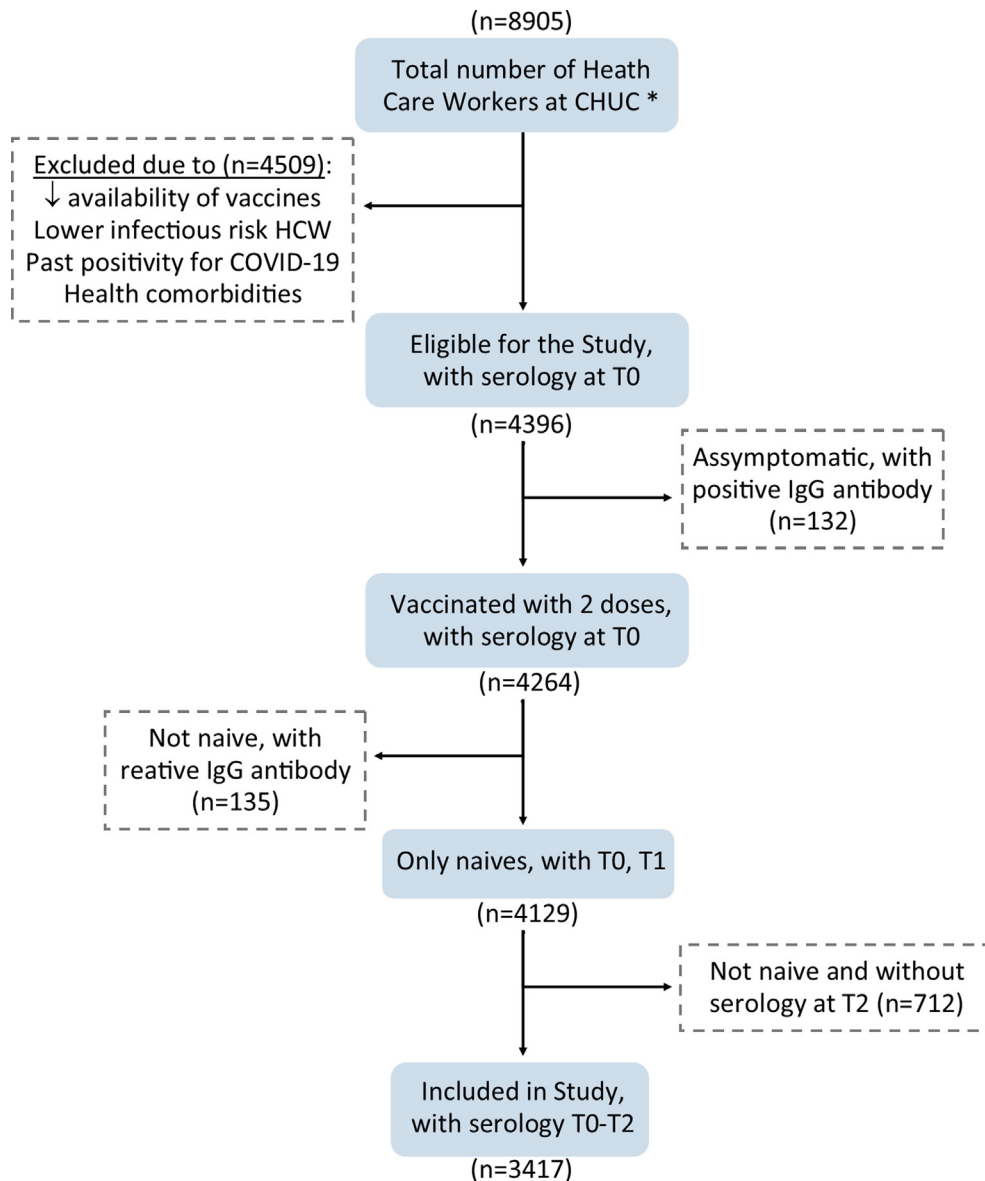 (n=8905)
Total number of Heath
Care Workers at CHUC *
Excluded due to (n=4509):
↓ availability of vaccines
Lower infectious risk HCW
Past positivity for COVID-19
Health comorbidities
Eligible for the Study,
with serology at T0
(n=4396)
Assymptomatic, with
positive IgG antibody
(n=132)
Vaccinated with 2 doses,
with serology at T0
(n=4264)
Not naive, with
reative IgG antibody
(n=135)
Only naives, with T0, T1
(n=4129)
Not naive and without
serology at T2 (n=712)
Included in Study,
with serology T0-T2
(n=3417)